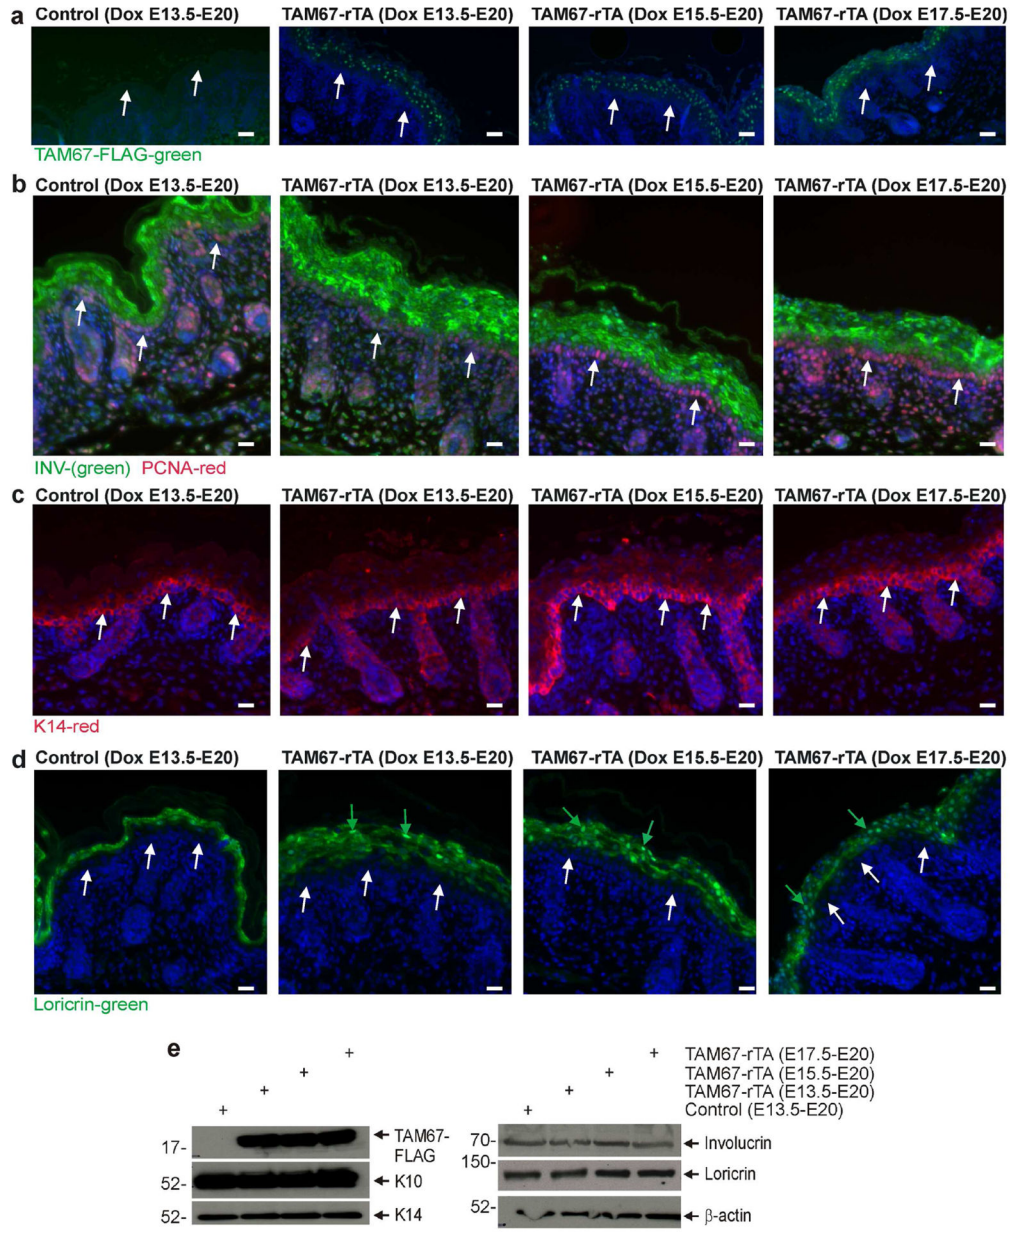 a
Control (Dox E13.5-E20)
TAM67-rTA (Dox E13.5-E20)
TAM67-rTA (Dox E15.5-E20)
TAM67-rTA (Dox E17.5-E20)
TAM67-FLAG-green
b
Control (Dox E13.5-E20)
TAM67-rTA (Dox E13.5-E20)
TAM67-rTA (Dox E15.5-E20)
TAM67-rTA (Dox E17.5-E20)
INV-(green) PCNA-red
c
Control (Dox E13.5-E20)
TAM67-rTA (Dox E13.5-E20)
TAM67-rTA (Dox E15.5-E20)
TAM67-rTA (Dox E17.5-E20)
K14-red
d
Control (Dox E13.5-E20)
TAM67-rTA (Dox E13.5-E20)
TAM67-rTA (Dox E15.5-E20)
TAM67-rTA (Dox E17.5-E20)
Loricrin-green
e
+ + TAM67-rTA (E17.5-E20)
+ + TAM67-rTA (E15.5-E20)
+ + TAM67-rTA (E13.5-E20)
+ + Control (E13.5-E20)
17-
TAM67-
FLAG
52-
K10
52-
K14
70-
Involucrin
150-
Loricrin
52-
β-actin